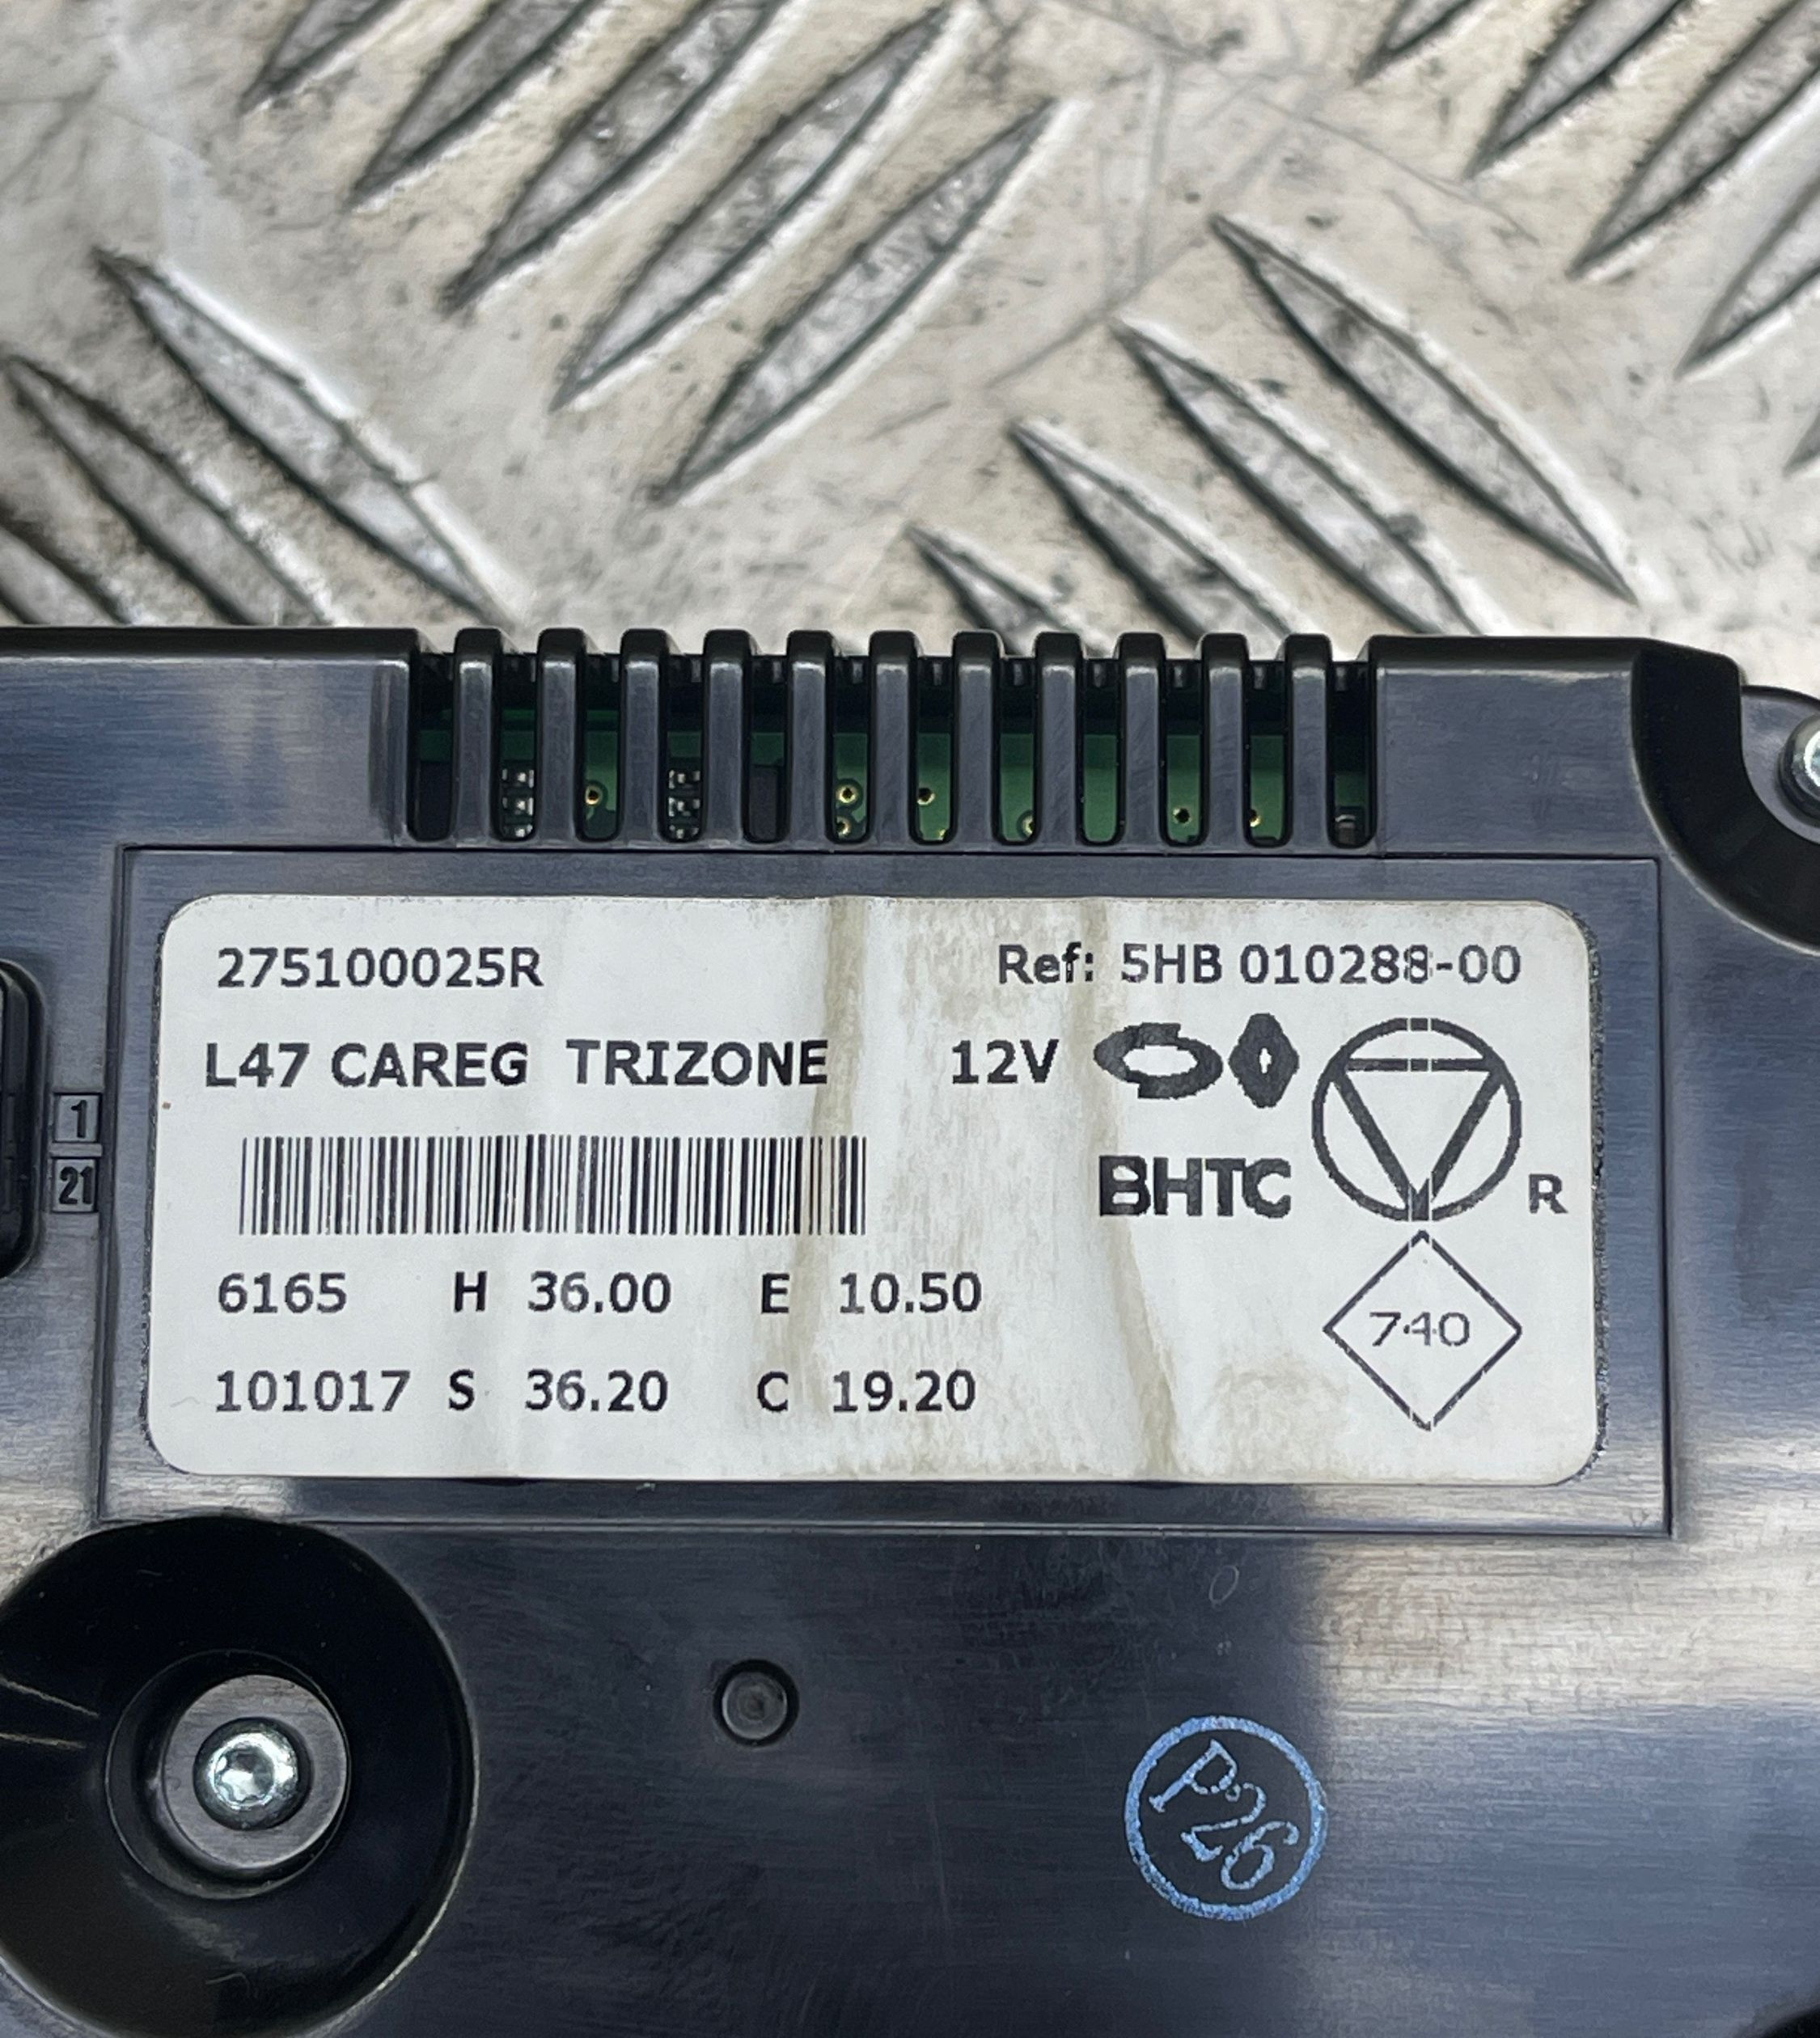 275100025R Ref: 5HB 010288-00
L47 CAREG TRIZONE 12V
BHTC
R
1
21
6165 H 36.00 E 10.50
740
101017 S 36.20 C 19.20
P26